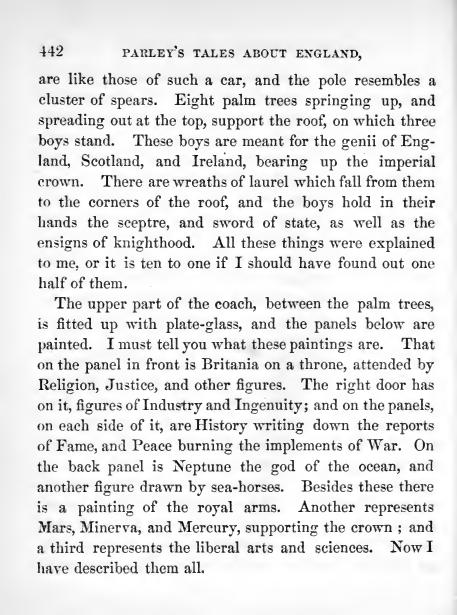 442 PARLEY'S TALES ABOUT ENGLAND,
are like those of such a car, and the pole resembles a
cluster of spears. Eight palm trees springing up, and
spreading out at the top, support the roof, on which three
boys stand. These boys are meant for the genii of Eng-
land, Scotland, and Ireland, bearing up the imperial
crown. There are wreaths of laurel which fall from them
to the corners of the roof, and the boys hold in their
hands the sceptre, and sword of state, as well as the
ensigns of knighthood. All these things were explained
to me, or it is ten to one if I should have found out one
half of them.
The upper part of the coach, between the palm trees,
is fitted up with plate-glass, and the panels below are
painted. I must tell you what these paintings are. That
on the panel in front is Britania on a throne, attended by
Religion, Justice, and other figures. The right door has
on it, figures of Industry and Ingenuity; and on the panels,
on each side of it, are History writing down the reports
of Fame, and Peace burning the implements of War. On
the back panel is Neptune the god of the ocean, and
another figure drawn by sea-horses. Besides these there
is a painting of the royal arms. Another represents
Mars, Minerva, and Mercury, supporting the crown ; and
a third represents the liberal arts and sciences. Now I
have described them all.